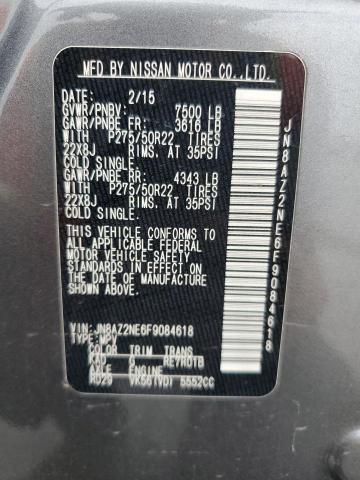 MFD BY NISSAN MOTOR CO.,LTD.
DATE: 2/15
GVWR/PNBV: 7500 LB
GAWR/PNBE FR: 3616 LB
WITH P275/50R22 TIRES
22X8J RIMS. AT 35PSI
COLD SINGLE.
GAWR/PNBE RR: 4343 LB
WITH P275/50R22 TIRES
22X8J RIMS. AT 35PSI
COLD SINGLE.
THIS VEHICLE CONFORMS TO
ALL APPLICABLE FEDERAL
MOTOR VEHICLE SAFETY
STANDARDS IN EFFECT ON
THE DATE OF MANUFACTURE
SHOWN ABOVE.
VIN: JN8AZ2NE6F9084618
TYPE: MPV
COLOR TRIM TRANS
G RE7R01B
AXLE ENGINE
RD29 VK56(VD) 5552CC
JN8AZ2NE6F9084618